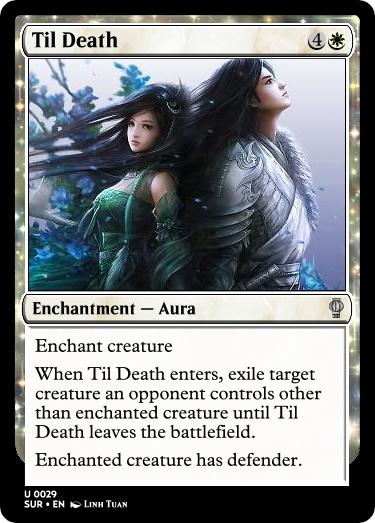 Til Death 4
Enchantment — Aura
Enchant creature
When Til Death enters, exile target
creature an opponent controls other
than enchanted creature until Til
Death leaves the battlefield.
Enchanted creature has defender.
U 0029
SUR • EN Linh Tuan